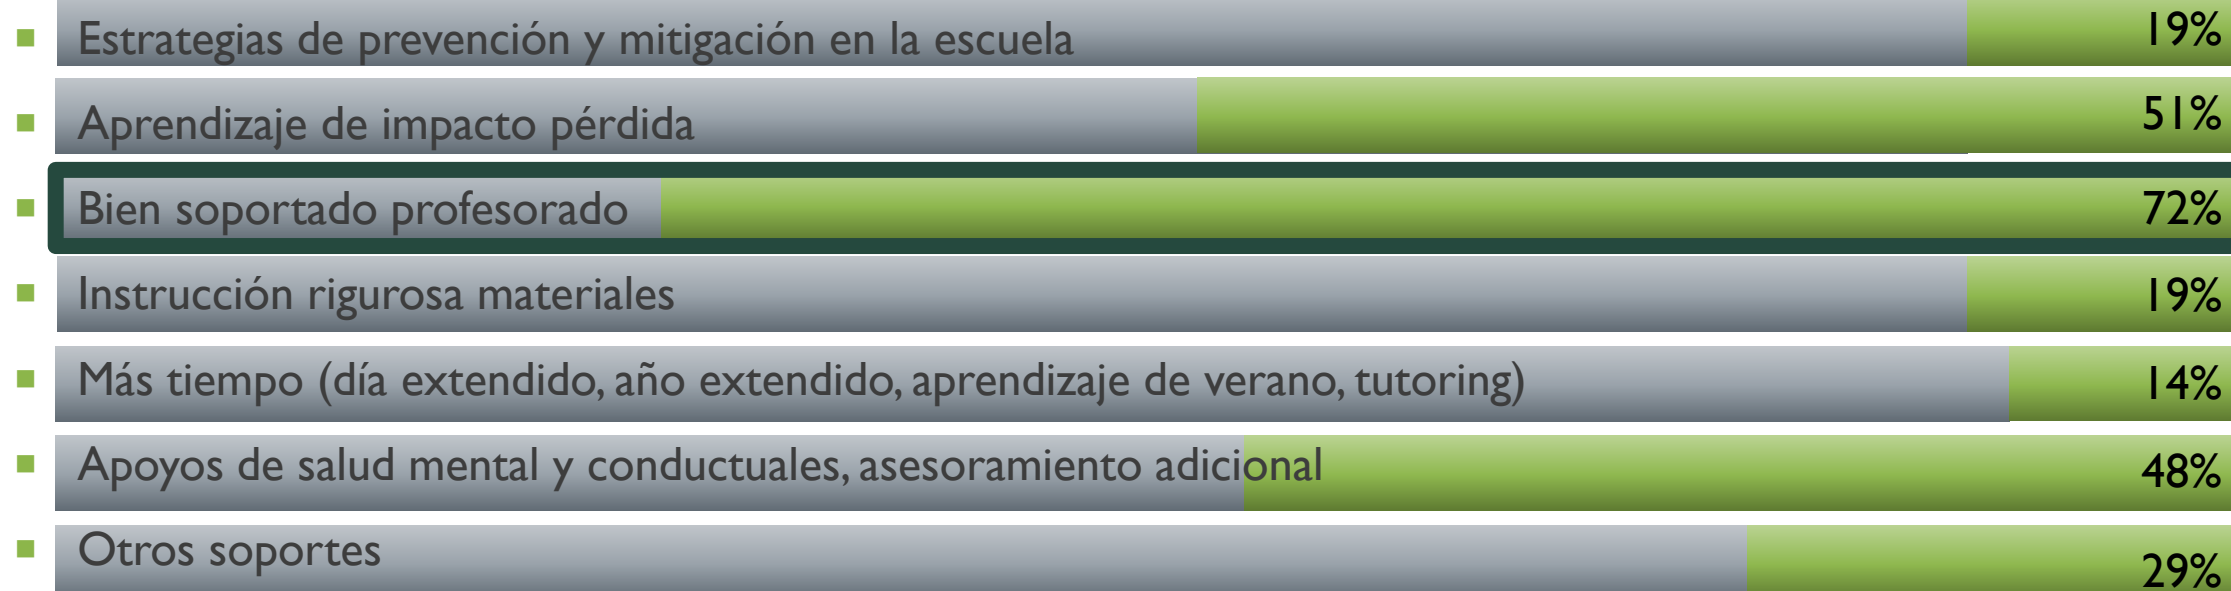 Estrategias de prevención y mitigación en la escuela 19%
Aprendizaje de impacto pérdida 51%
Bien soportado profesorado 72%
Instrucción rigurosa materiales 19%
Más tiempo (día extendido, año extendido, aprendizaje de verano, tutoring) 14%
Apoyos de salud mental y conductuales, asesoramiento adicional 48%
Otros soportes 29%